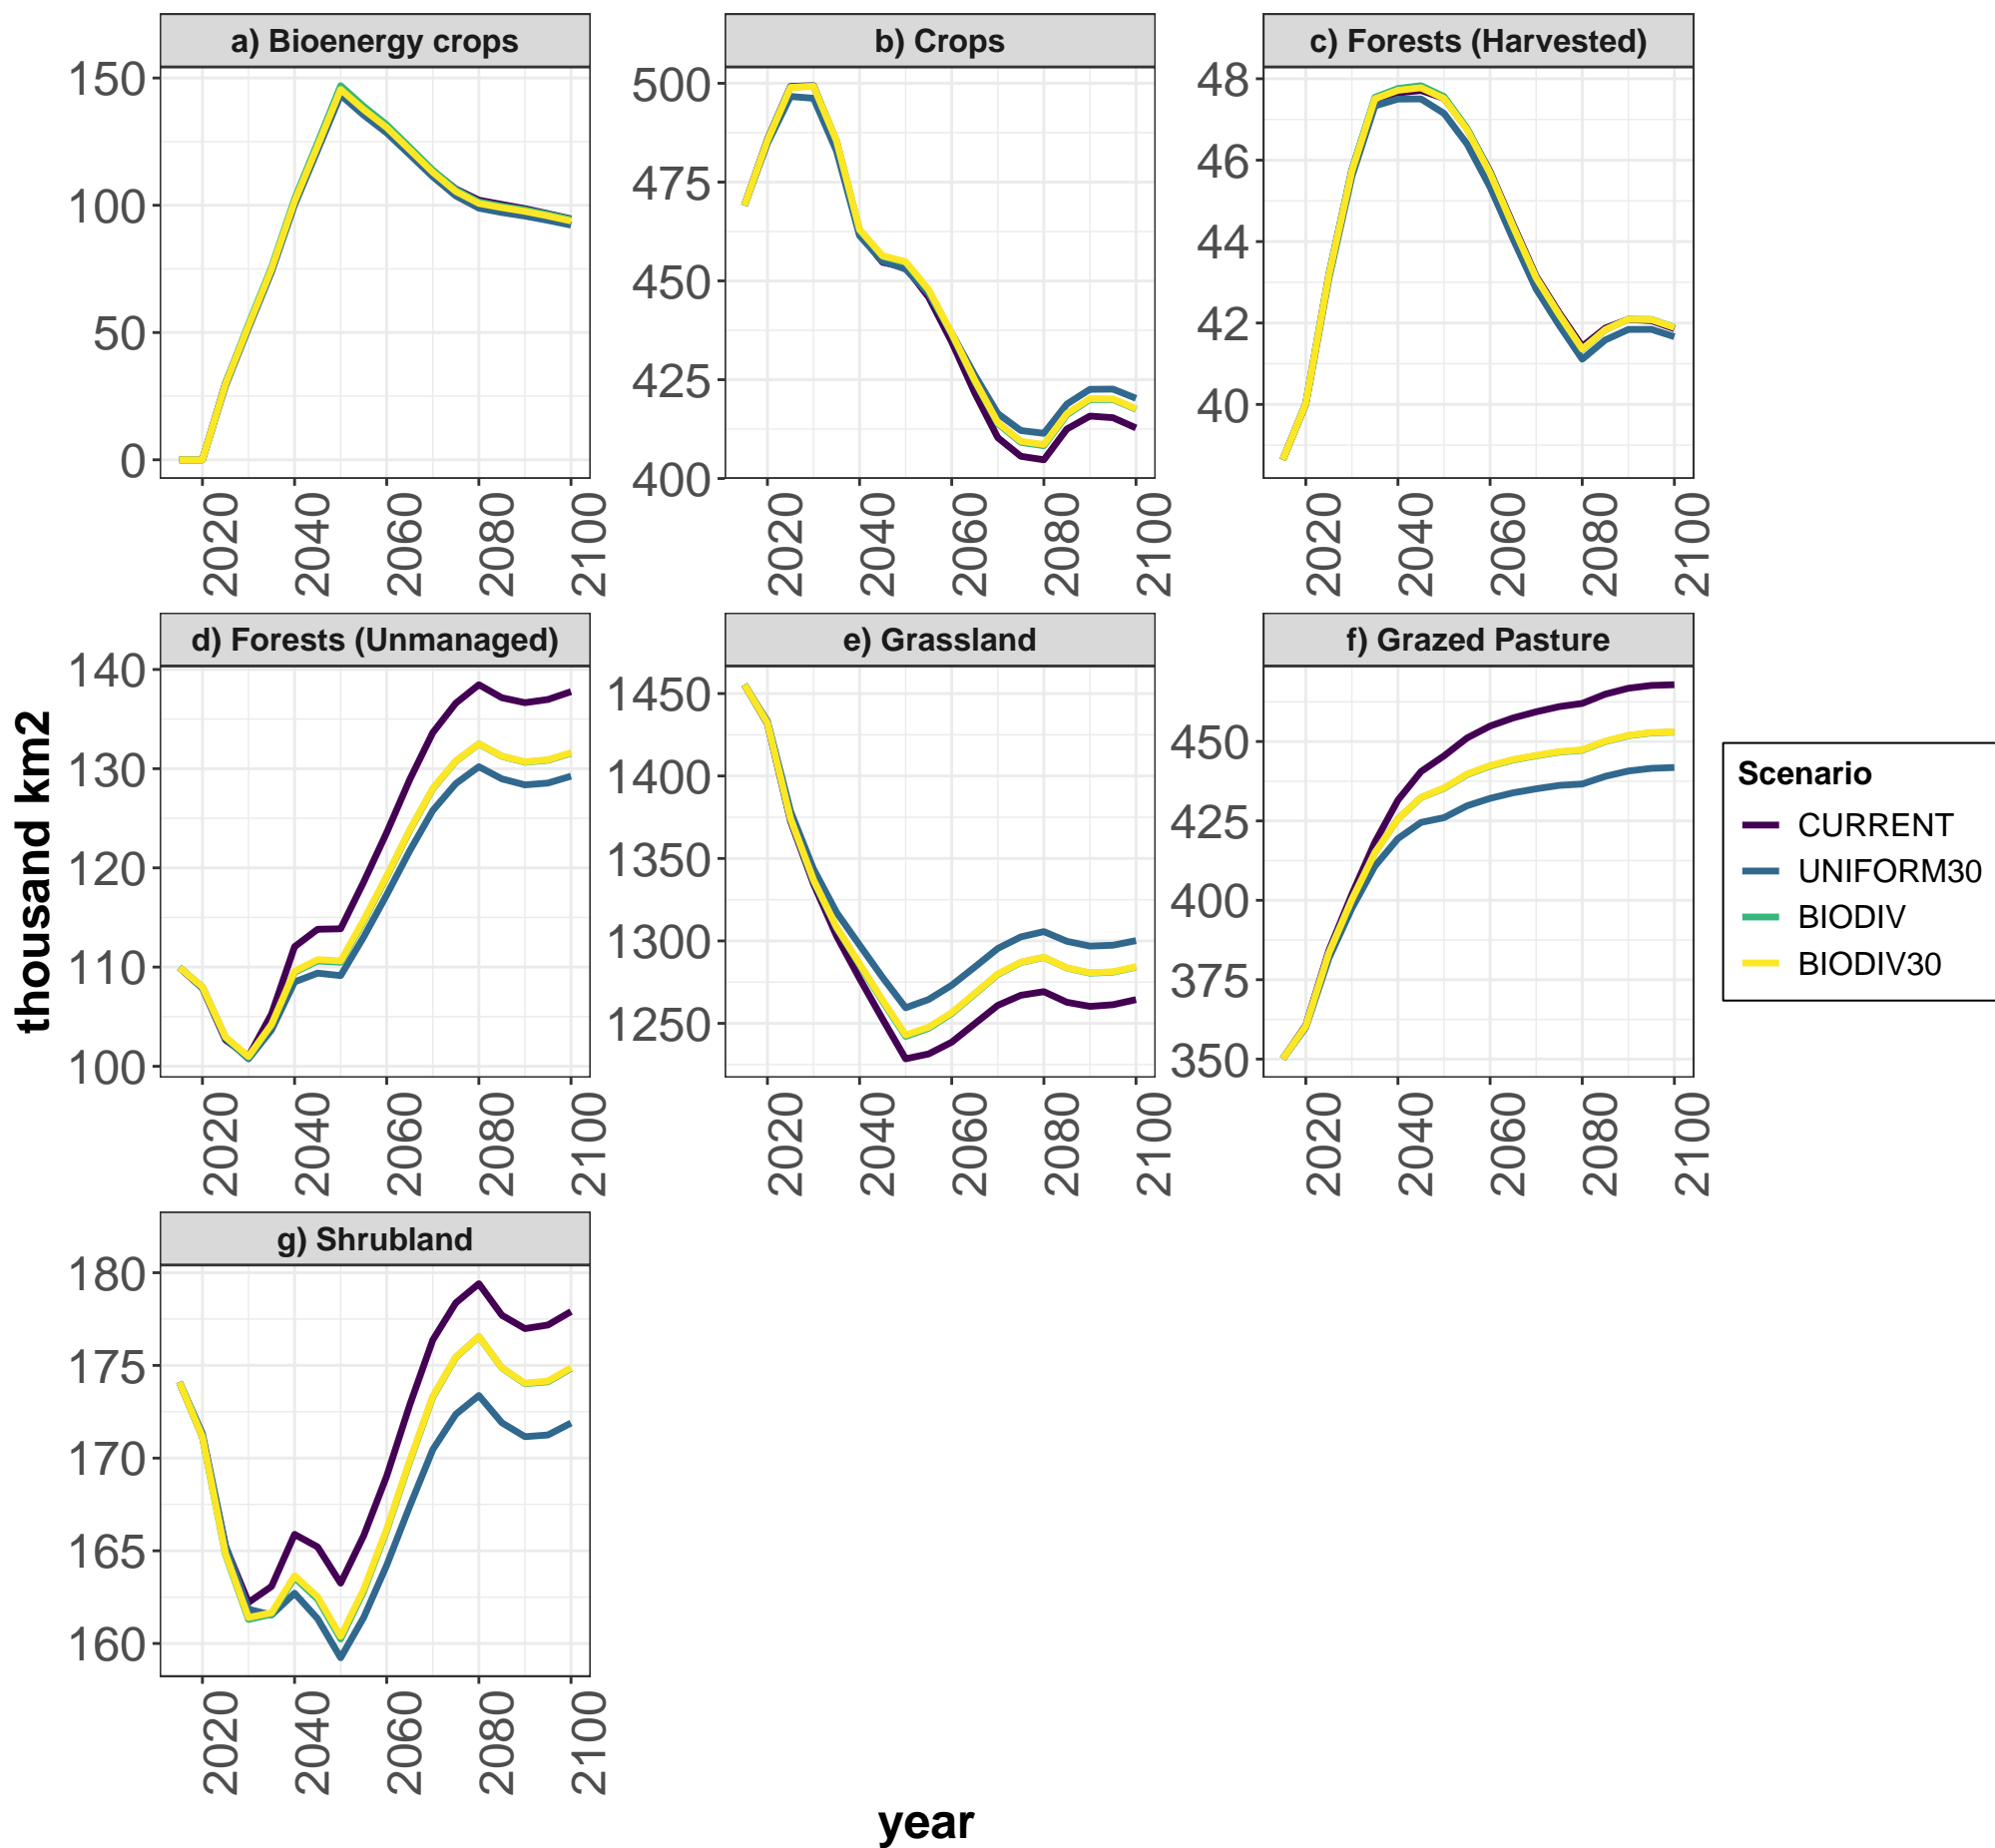 a) Bioenergy crops
150
100
50
0
2020 2040 2060 2080 2100
b) Crops
500
475
450
425
400
2020 2040 2060 2080 2100
c) Forests (Harvested)
48
46
44
42
40
2020 2040 2060 2080 2100
d) Forests (Unmanaged)
140
130
120
110
100
2020 2040 2060 2080 2100
e) Grassland
1450
1400
1350
1300
1250
2020 2040 2060 2080 2100
f) Grazed Pasture
450
425
400
375
350
2020 2040 2060 2080 2100
g) Shrubland
180
175
170
165
160
2020 2040 2060 2080 2100
thousand km2
year
Scenario
CURRENT
UNIFORM30
BIODIV
BIODIV30